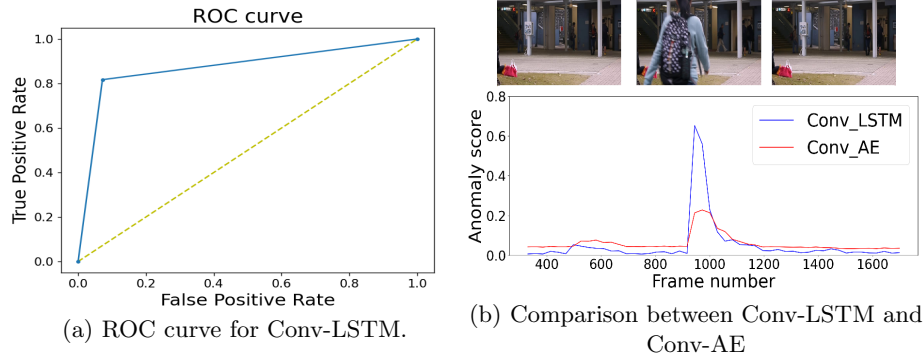 ROC curve
True Positive Rate
1.0
0.8
0.6
0.4
0.2
0.0
0.0 0.2 0.4 0.6 0.8 1.0
False Positive Rate
(a) ROC curve for Conv-LSTM.
Anomaly score
0.8
0.6
0.4
0.2
0.0
Conv_LSTM
Conv_AE
400 600 800 1000 1200 1400 1600
Frame number
(b) Comparison between Conv-LSTM and
Conv-AE